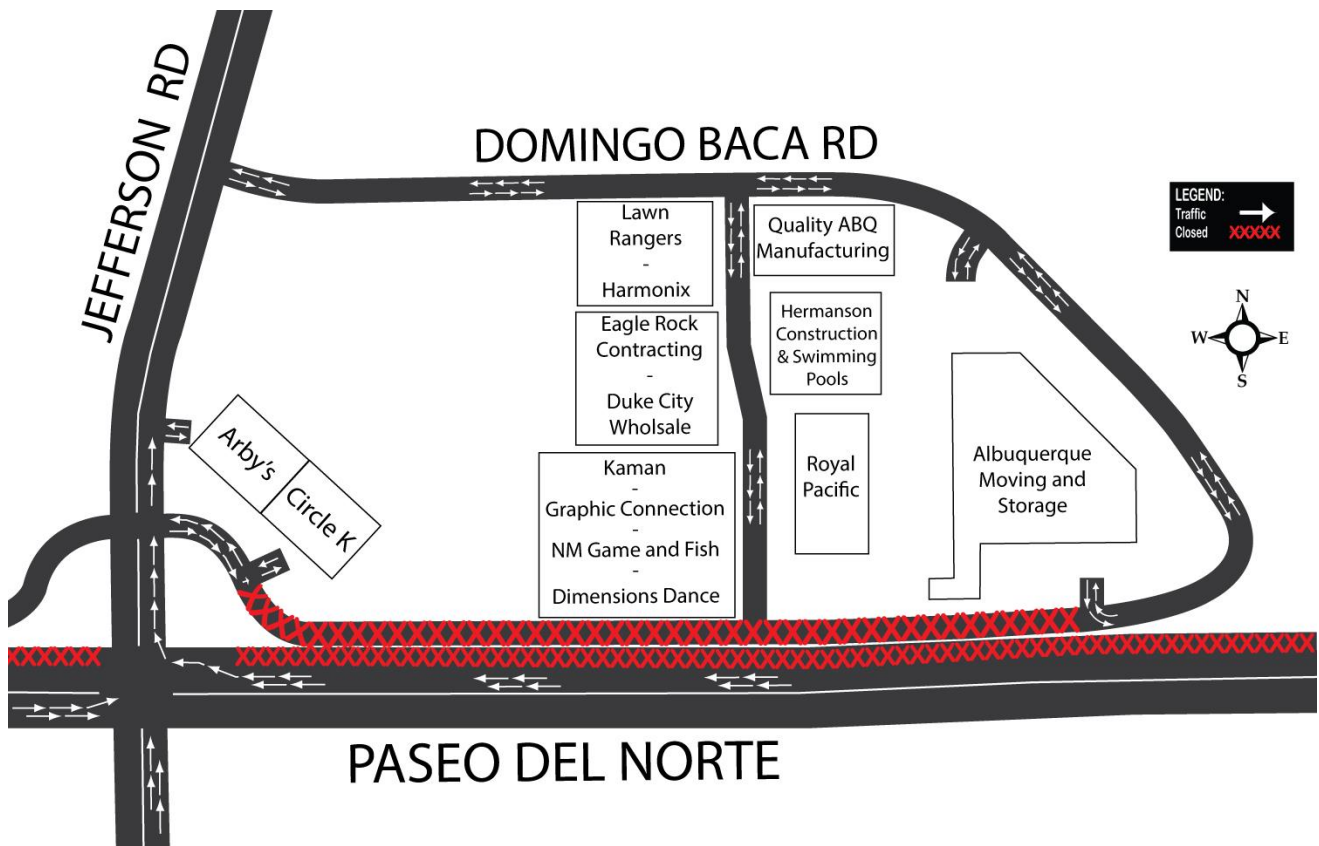 JEFFERSON RD
DOMINGO BACA RD
LEGEND:
Traffic
Closed XXXXX
N
W E
S
Lawn
Rangers
-
Harmonix
Quality ABQ
Manufacturing
Eagle Rock
Contracting
-
Duke City
Wholsale
Hermanson
Construction
& Swimming
Pools
Arby's
Circle K
Kaman
-
Graphic Connection
-
NM Game and Fish
-
Dimensions Dance
Royal
Pacific
Albuquerque
Moving and
Storage
PASEO DEL NORTE